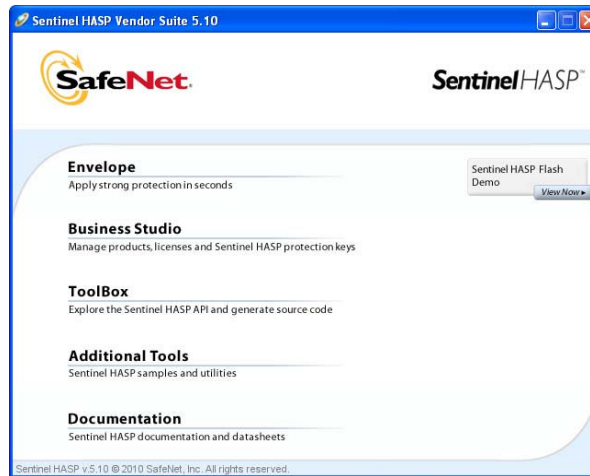 Sentinel HASP Vendor Suite 5.10
SafeNet.
Sentinel HASP™
Envelope
Apply strong protection in seconds
Sentinel HASP Flash
Demo
View Now
Business Studio
Manage products, licenses and Sentinel HASP protection keys
ToolBox
Explore the Sentinel HASP API and generate source code
Additional Tools
Sentinel HASP samples and utilities
Documentation
Sentinel HASP documentation and datasheets
Sentinel HASP v.5.10 © 2010 SafeNet, Inc. All rights reserved.